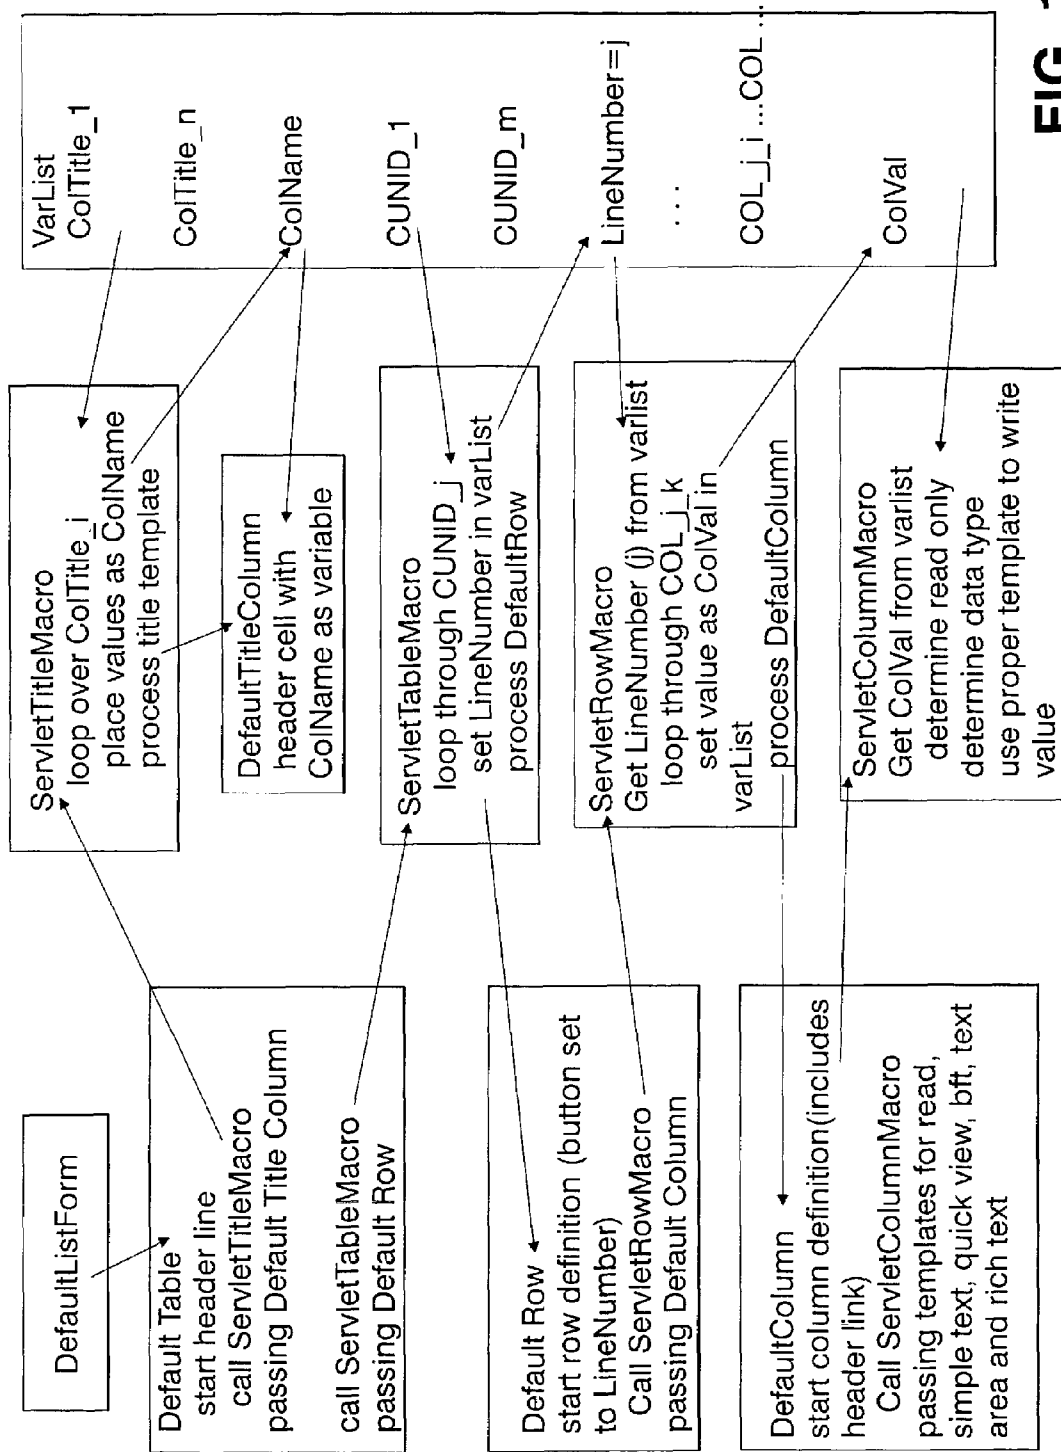 DefaultListForm
Default Table
start header line
call ServletTitleMacro
passing Default Title Column
call ServletTableMacro
passing Default Row
Default Row
start row definition (button set
to LineNumber)
Call ServletRowMacro
passing Default Column
DefaultColumn
start column definition(includes
header link)
Call ServletColumnMacro
passing templates for read,
simple text, quick view, bft, text
area and rich text
ServletTitleMacro
loop over ColTitle_i
place values as ColName
process title template
DefaultTitleColumn
header cell with
ColName as variable
ServletTableMacro
loop through CUNID_j
set LineNumber in varList
process DefaultRow
ServletRowMacro
Get LineNumber (j) from varlist
loop through COL_j_k
set value as ColVal in
varList
process DefaultColumn
ServletColumnMacro
Get ColVal from varlist
determine read only
determine data type
use proper template to write
value
VarList
ColTitle_1
ColTitle_n
ColName
CUNID_1
CUNID_m
LineNumber=j
. . .
COL_j_i ...COL ...
ColVal
FIG